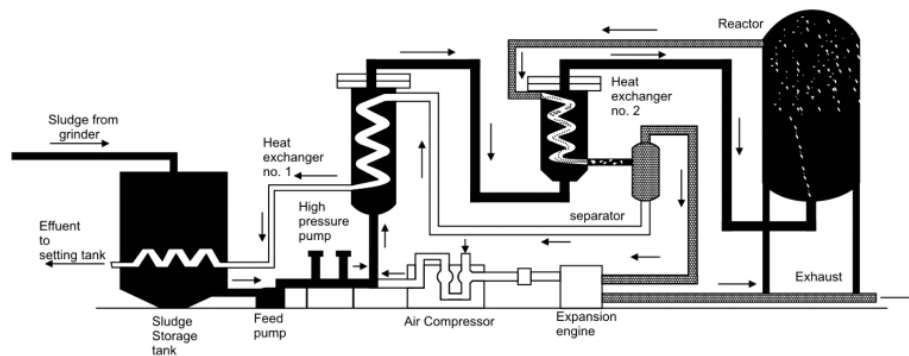 Reactor
Heat
exchanger
no. 2
Sludge from
grinder
Heat
exchanger
no. 1
High
pressure
pump
separator
Effuent
to
setting tank
Exhaust
Sludge
Storage
tank
Feed
pump
Air Compressor
Expansion
engine